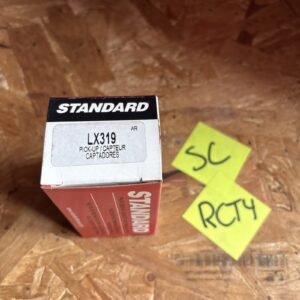 STANDARD
AR
LX319
PICK-UP / CAPTEUR
CAPTADORES
STANDARD
SC
RCT4